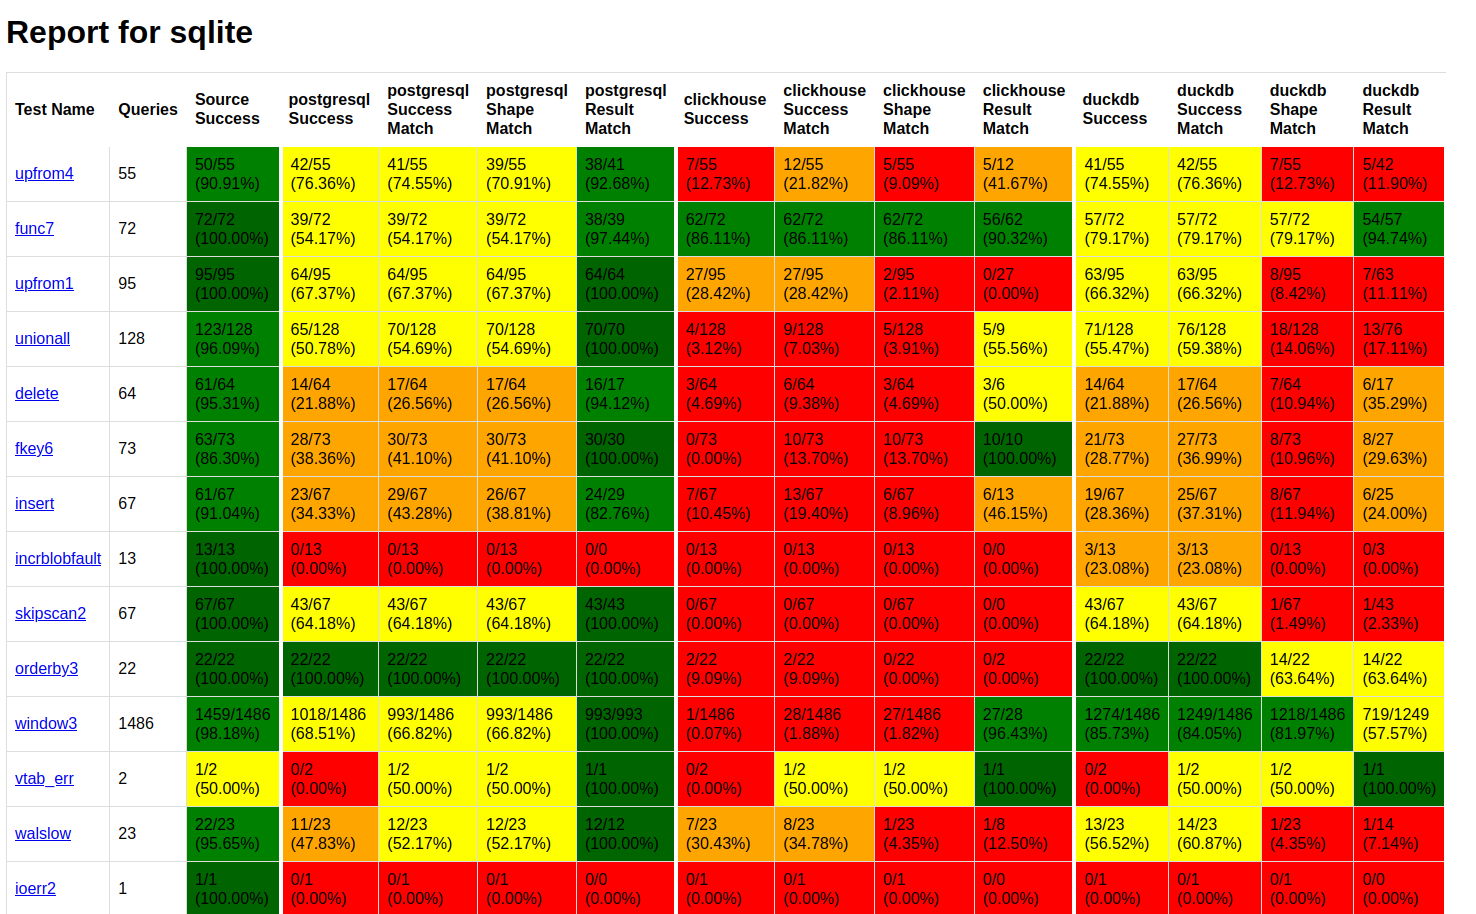 Report for sqlite
Test Name Queries Source Success postgresql Success postgresql Success Match postgresql Shape Match postgresql Result Match clickhouse Success clickhouse Success Match clickhouse Shape Match clickhouse Result Match duckdb Success duckdb Success Match duckdb Shape Match duckdb Result Match
upfrom4 55 50/55 42/55 41/55 39/55 38/41 7/55 12/55 5/55 5/12 41/55 42/55 7/55 5/42
(90.91%) (76.36%) (74.55%) (70.91%) (92.68%) (12.73%) (21.82%) (9.09%) (41.67%) (74.55%) (76.36%) (12.73%) (11.90%)
func7 72 72/72 39/72 39/72 39/72 38/39 62/72 62/72 62/72 56/62 57/72 57/72 57/72 54/57
(100.00%) (54.17%) (54.17%) (54.17%) (97.44%) (86.11%) (86.11%) (86.11%) (90.32%) (79.17%) (79.17%) (79.17%) (94.74%)
upfrom1 95 95/95 64/95 64/95 64/95 64/64 27/95 27/95 2/95 0/27 63/95 63/95 8/95 7/63
(100.00%) (67.37%) (67.37%) (67.37%) (100.00%) (28.42%) (28.42%) (2.11%) (0.00%) (66.32%) (66.32%) (8.42%) (11.11%)
unionall 128 123/128 65/128 70/128 70/128 70/70 4/128 9/128 5/128 5/9 71/128 76/128 18/128 13/76
(96.09%) (50.78%) (54.69%) (54.69%) (100.00%) (3.12%) (7.03%) (3.91%) (55.56%) (55.47%) (59.38%) (14.06%) (17.11%)
delete 64 61/64 14/64 17/64 17/64 16/17 3/64 6/64 3/64 3/6 14/64 17/64 7/64 6/17
(95.31%) (21.88%) (26.56%) (26.56%) (94.12%) (4.69%) (9.38%) (4.69%) (50.00%) (21.88%) (26.56%) (10.94%) (35.29%)
fkey6 73 63/73 28/73 30/73 30/73 30/30 0/73 10/73 10/73 10/10 21/73 27/73 8/73 8/27
(86.30%) (38.36%) (41.10%) (41.10%) (100.00%) (0.00%) (13.70%) (13.70%) (100.00%) (28.77%) (36.99%) (10.96%) (29.63%)
insert 67 61/67 23/67 29/67 26/67 24/29 7/67 13/67 6/67 6/13 19/67 25/67 8/67 6/25
(91.04%) (34.33%) (43.28%) (38.81%) (82.76%) (10.45%) (19.40%) (8.96%) (46.15%) (28.36%) (37.31%) (11.94%) (24.00%)
incrblobfault 13 13/13 0/13 0/13 0/13 0/0 0/13 0/13 0/13 0/0 3/13 3/13 0/13 0/3
(100.00%) (0.00%) (0.00%) (0.00%) (0.00%) (0.00%) (0.00%) (0.00%) (0.00%) (23.08%) (23.08%) (0.00%) (0.00%)
skipscan2 67 67/67 43/67 43/67 43/67 43/43 0/67 0/67 0/67 0/0 43/67 43/67 1/67 1/43
(100.00%) (64.18%) (64.18%) (64.18%) (100.00%) (0.00%) (0.00%) (0.00%) (0.00%) (64.18%) (64.18%) (1.49%) (2.33%)
orderby3 22 22/22 22/22 22/22 22/22 22/22 2/22 2/22 0/22 0/2 22/22 22/22 14/22 14/22
(100.00%) (100.00%) (100.00%) (100.00%) (100.00%) (9.09%) (9.09%) (0.00%) (0.00%) (100.00%) (100.00%) (63.64%) (63.64%)
window3 1486 1459/1486 1018/1486 993/1486 993/1486 993/993 1/1486 28/1486 27/1486 27/28 1274/1486 1249/1486 1218/1486 719/1249
(98.18%) (68.51%) (66.82%) (66.82%) (100.00%) (0.07%) (1.88%) (1.82%) (96.43%) (85.73%) (84.05%) (81.97%) (57.57%)
vtab_err 2 1/2 0/2 1/2 1/2 1/1 0/2 1/2 1/2 1/1 0/2 1/2 1/2 1/1
(50.00%) (0.00%) (50.00%) (50.00%) (100.00%) (0.00%) (50.00%) (50.00%) (100.00%) (0.00%) (50.00%) (50.00%) (100.00%)
walslow 23 22/23 11/23 12/23 12/23 12/12 7/23 8/23 1/23 1/8 13/23 14/23 1/23 1/14
(95.65%) (47.83%) (52.17%) (52.17%) (100.00%) (30.43%) (34.78%) (4.35%) (12.50%) (56.52%) (60.87%) (4.35%) (7.14%)
ioerr2 1 1/1 0/1 0/1 0/1 0/0 0/1 0/1 0/1 0/0 0/1 0/1 0/1 0/0
(100.00%) (0.00%) (0.00%) (0.00%) (0.00%) (0.00%) (0.00%) (0.00%) (0.00%) (0.00%) (0.00%) (0.00%) (0.00%)